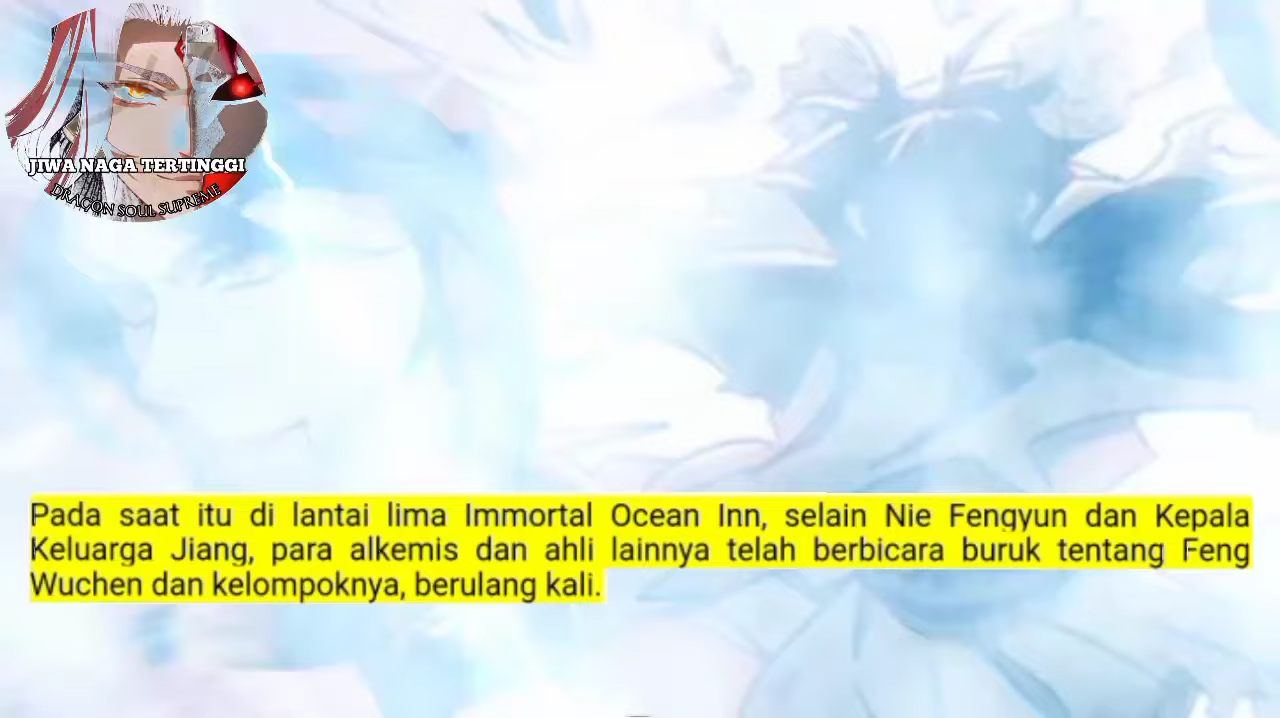 JIWA NAGA TERTINGGI
DRAGON SOUL SUPREME
Pada saat itu di lantai lima Immortal Ocean Inn, selain Nie Fengyun dan Kepala
Keluarga Jiang, para alkemis dan ahli lainnya telah berbicara buruk tentang Feng
Wuchen dan kelompoknya, berulang kali.